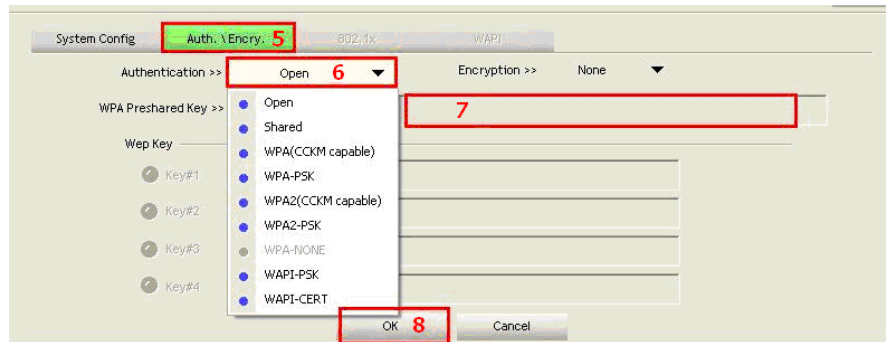 System Config Auth. \ Encry. 5 802.1x WAPI
Authentication >> Open 6 Encryption >> None
WPA Preshared Key >> 7
Open
Shared
Wep Key
WPA(CCKM capable)
Key#1 WPA-PSK
WPA2(CCKM capable)
Key#2 WPA2-PSK
Key#3 WPA-NONE
WAPI-PSK
Key#4 WAPI-CERT
OK 8 Cancel